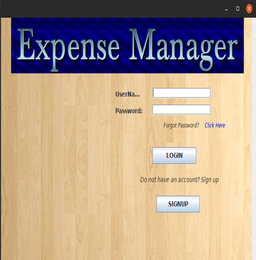 Expense Manager
UserNa...
Password:
Forgot Password? Click Here
LOGIN
Do not have an account? Sign up
SIGNUP